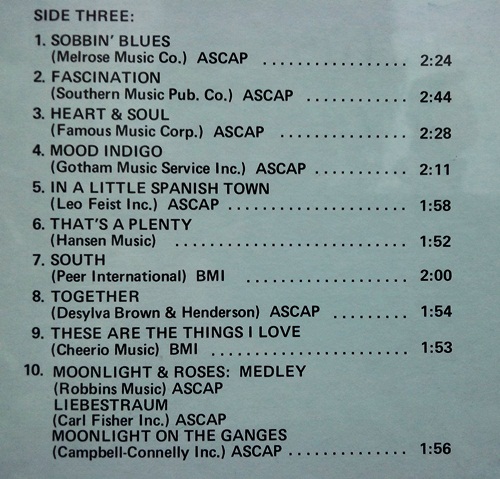 SIDE THREE:
1. SOBBIN' BLUES
(Melrose Music Co.) ASCAP .................. 2:24
2. FASCINATION
(Southern Music Pub. Co.) ASCAP ............ 2:44
3. HEART & SOUL
(Famous Music Corp.) ASCAP ............... 2:28
4. MOOD INDIGO
(Gotham Music Service Inc.) ASCAP ........... 2:11
5. IN A LITTLE SPANISH TOWN
(Leo Feist Inc.) ASCAP ...................... 1:58
6. THAT'S A PLENTY
(Hansen Music) ............................ 1:52
7. SOUTH
(Peer International) BMI .................... 2:00
8. TOGETHER
(Desylva Brown & Henderson) ASCAP ......... 1:54
9. THESE ARE THE THINGS I LOVE
(Cheerio Music) BMI ........................ 1:53
10. MOONLIGHT & ROSES: MEDLEY
(Robbins Music) ASCAP
LIEBESTRAUM
(Carl Fisher Inc.) ASCAP
MOONLIGHT ON THE GANGES
(Campbell-Connelly Inc.) ASCAP .............. 1:56